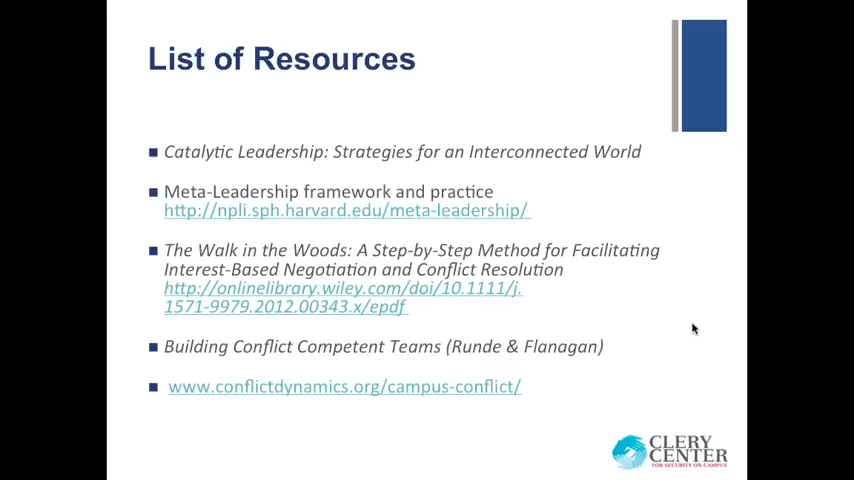 List of Resources
Catalytic Leadership: Strategies for an Interconnected World
Meta-Leadership framework and practice
http://npli.sph.harvard.edu/meta-leadership/
The Walk in the Woods: A Step-by-Step Method for Facilitating
Interest-Based Negotiation and Conflict Resolution
http://onlinelibrary.wiley.com/doi/10.1111/j.
1571-9979.2012.00343.x/epdf
Building Conflict Competent Teams (Runde & Flanagan)
www.conflictdynamics.org/campus-conflict/
CLERY
CENTER
FOR SECURITY ON CAMPUS